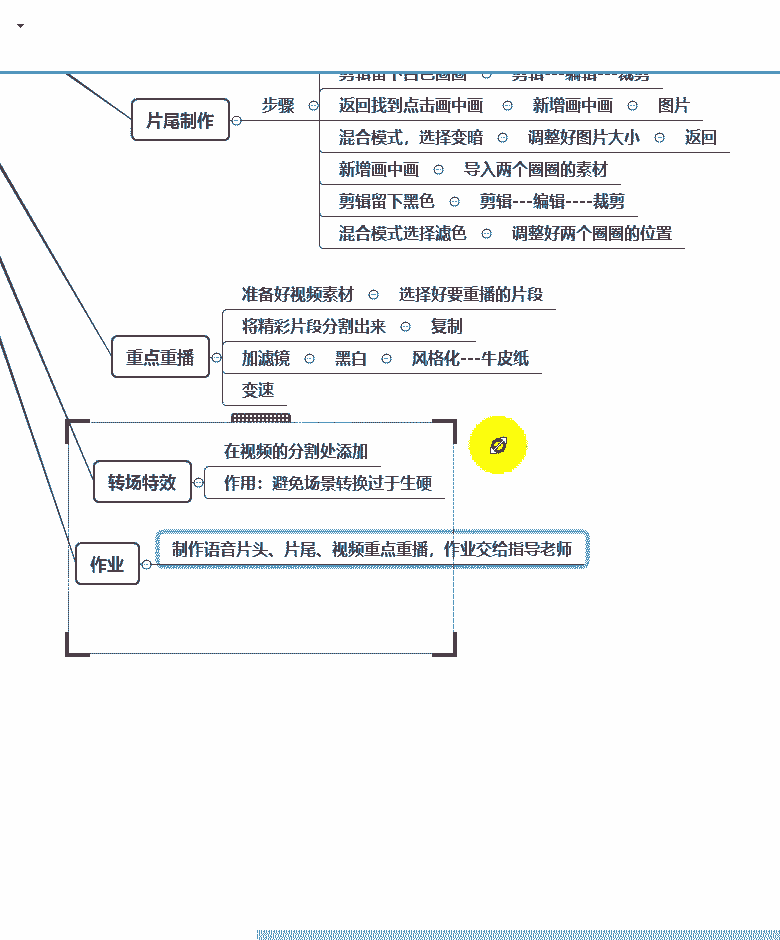 剪辑留下白色圈圈 剪辑---编辑---裁剪
片尾制作 步骤 返回找到点击画中画 新增画中画 图片
混合模式，选择变暗 调整好图片大小 返回
新增画中画 导入两个圈圈的素材
剪辑留下黑色 剪辑---编辑----裁剪
混合模式选择滤色 调整好两个圈圈的位置
准备好视频素材 选择好要重播的片段
将精彩片段分割出来 复制
重点重播 加滤镜 黑白 风格化---牛皮纸
变速
在视频的分割处添加
转场特效 作用：避免场景转换过于生硬
作业 制作语音片头、片尾、视频重点重播，作业交给指导老师